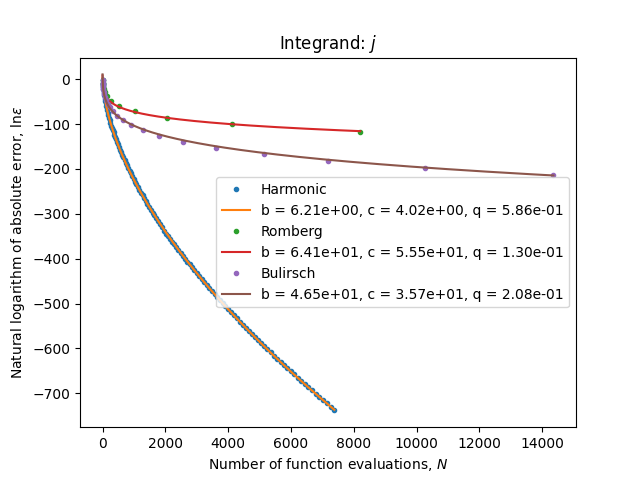 Integrand: j
Natural logarithm of absolute error, lnε
0
−100
−200
−300
−400
−500
−600
−700
Harmonic
b = 6.21e+00, c = 4.02e+00, q = 5.86e-01
Romberg
b = 6.41e+01, c = 5.55e+01, q = 1.30e-01
Bulirsch
b = 4.65e+01, c = 3.57e+01, q = 2.08e-01
0 2000 4000 6000 8000 10000 12000 14000
Number of function evaluations, N